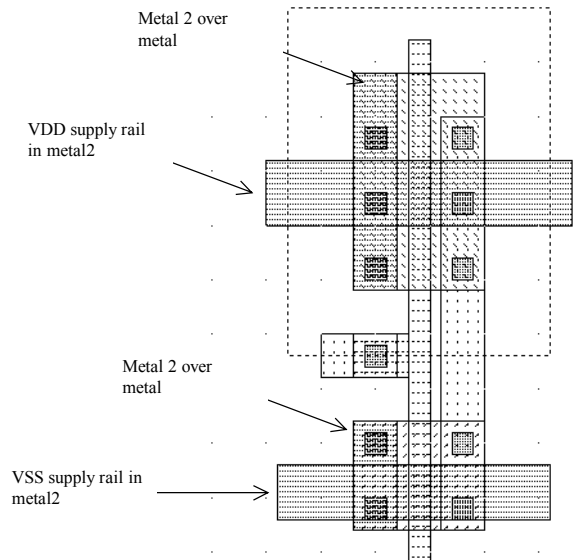 Metal 2 over
metal
VDD supply rail
in metal2
Metal 2 over
metal
VSS supply rail in
metal2